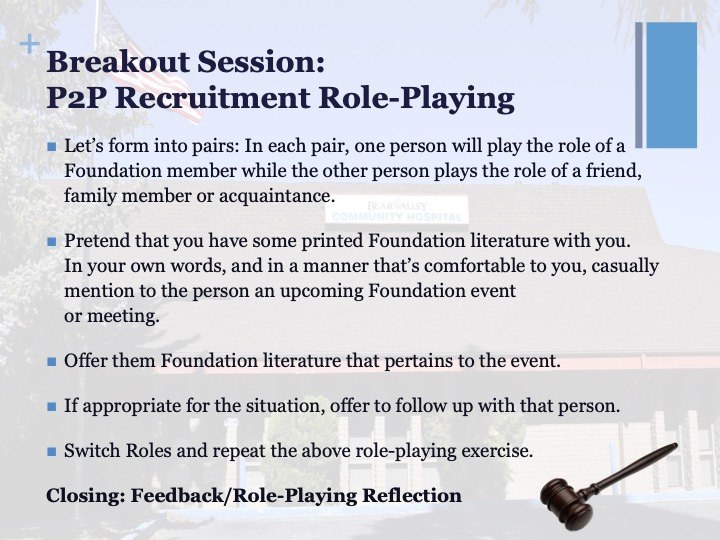 +
Breakout Session:
P2P Recruitment Role-Playing
Let’s form into pairs: In each pair, one person will play the role of a
Foundation member while the other person plays the role of a friend,
family member or acquaintance.
BEAR VALLEY
COMMUNITY HOSPITAL
Pretend that you have some printed Foundation literature with you.
In your own words, and in a manner that’s comfortable to you, casually
mention to the person an upcoming Foundation event
or meeting.
Offer them Foundation literature that pertains to the event.
If appropriate for the situation, offer to follow up with that person.
Switch Roles and repeat the above role-playing exercise.
Closing: Feedback/Role-Playing Reflection